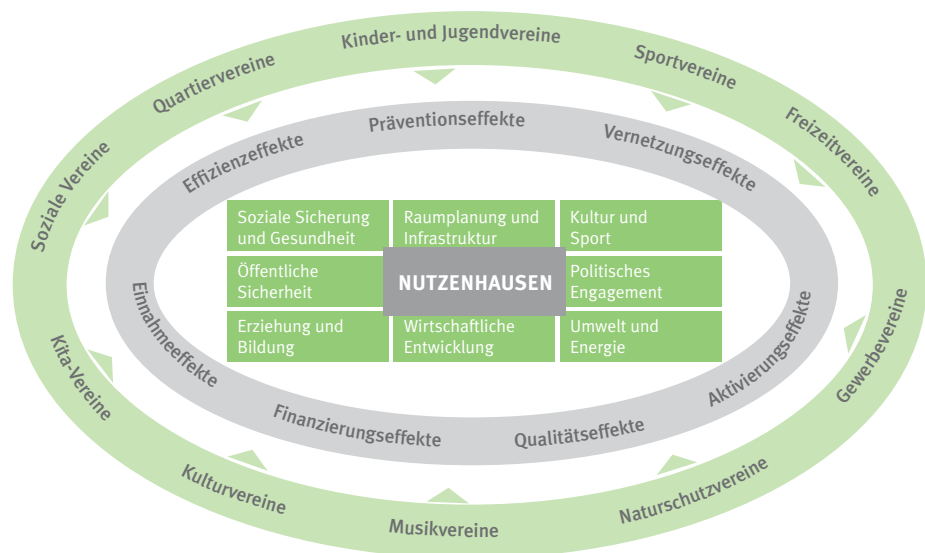 Kinder- und Jugendvereine
Sportvereine
Freizeitvereine
Gewerbevereine
Naturschutzvereine
Musikvereine
Kulturvereine
Kita-Vereine
Soziale Vereine
Quartiervereine
Präventionseffekte
Vernetzungseffekte
Aktivierungseffekte
Qualitätseffekte
Finanzierungseffekte
Einnahmeeffekte
Effizienzeffekte
Soziale Sicherung
und Gesundheit
Raumplanung und
Infrastruktur
Kultur und
Sport
Öffentliche
Sicherheit
NUTZENHAUSEN
Politisches
Engagement
Erziehung und
Bildung
Wirtschaftliche
Entwicklung
Umwelt und
Energie